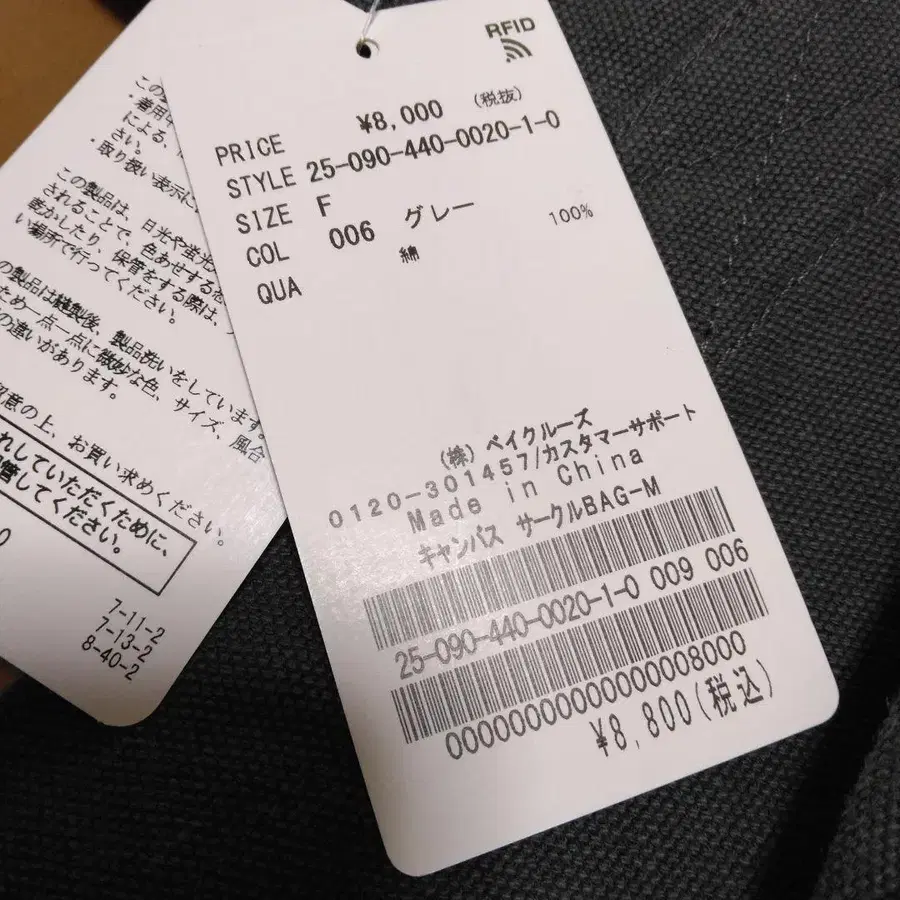 RFID
PRICE ¥8,000 (税抜)
STYLE 25-090-440-0020-1-0
SIZE F
COL 006 グレー
QUA 綿 100%
(株) ベイクルーズ
0120-301457/カスタマーサポート
Made in China
キャンバス サークルBAG-M
25-090-440-0020-1-0 009 006
¥8,800(税込)
この
・着用
による、
さい。
・取り扱い表示に
この製品は、日光や蛍光
されることで、色あせする
乾かしたり、保管をする際は、
い場所で行ってください。
の製品は縫製後、製品洗いをしています。
ため一点一点に微妙な色、サイズ、風合
の違いがあります。
意の上、お買い求めください。
れしていただくために、
管してください。
0
7-11-2
7-13-2
8-40-2